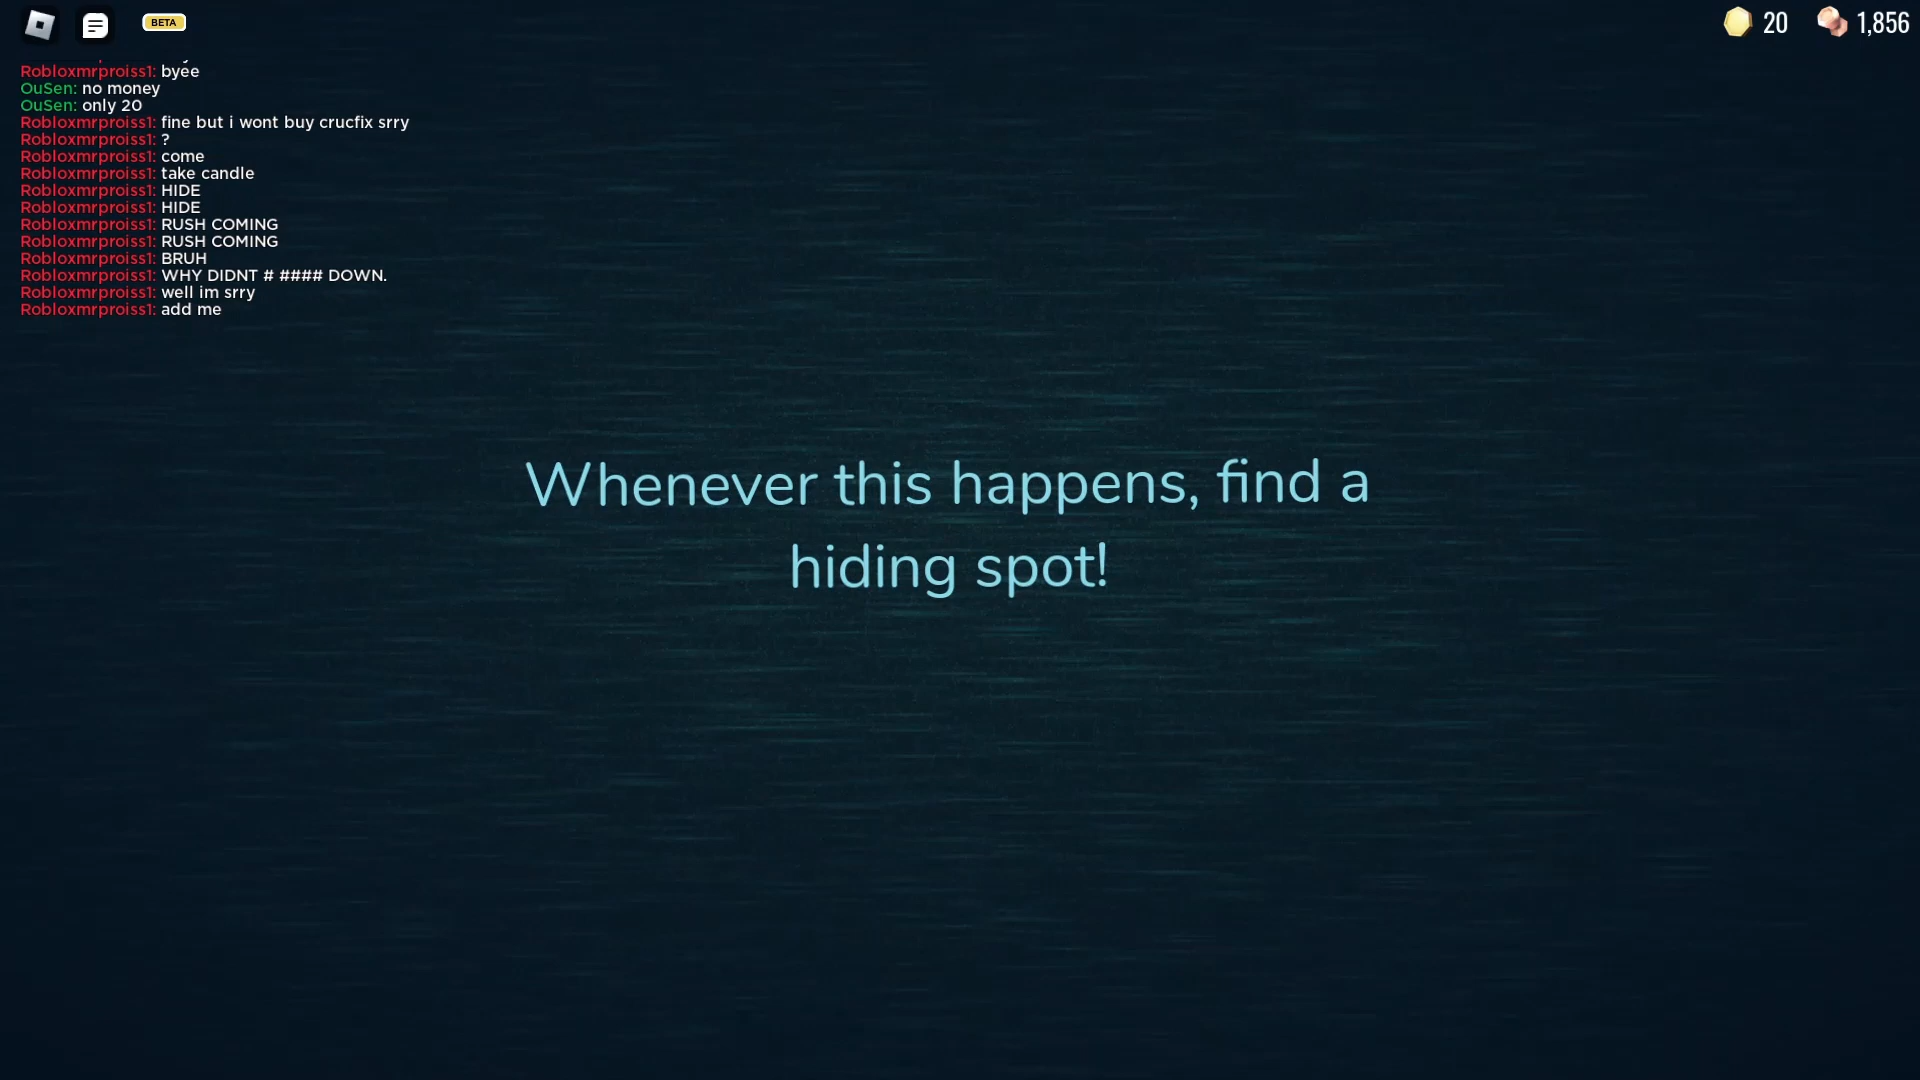 BETA
20
1,856
Robloxmrproiss1: byee
OuSen: no money
OuSen: only 20
Robloxmrproiss1: fine but i wont buy crucfix srry
Robloxmrproiss1: ?
Robloxmrproiss1: come
Robloxmrproiss1: take candle
Robloxmrproiss1: HIDE
Robloxmrproiss1: HIDE
Robloxmrproiss1: RUSH COMING
Robloxmrproiss1: RUSH COMING
Robloxmrproiss1: BRUH
Robloxmrproiss1: WHY DIDNT # #### DOWN.
Robloxmrproiss1: well im srry
Robloxmrproiss1: add me
Whenever this happens, find a
hiding spot!